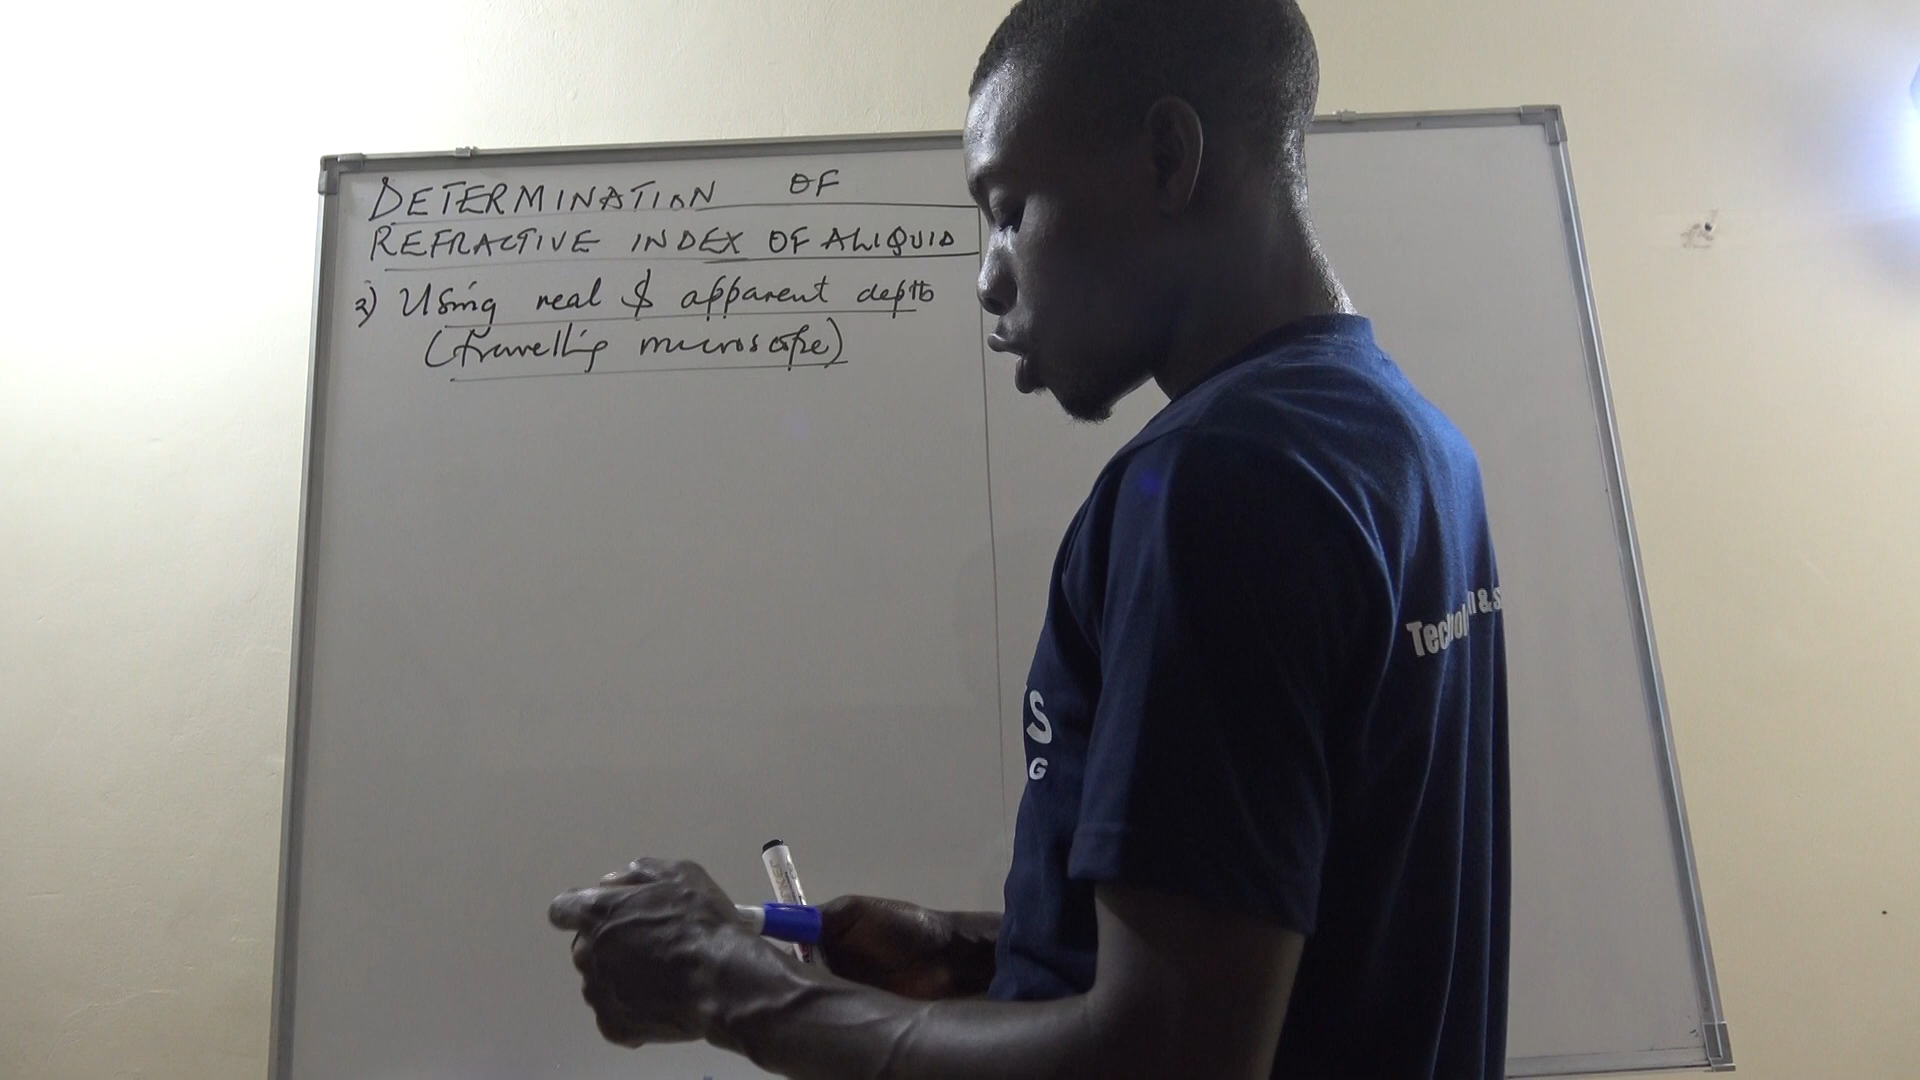 DETERMINATION OF
REFRACTIVE INDEX OF A LIQUID
3) Using real & apparent depth
(travelling microscope)
& S
S
G